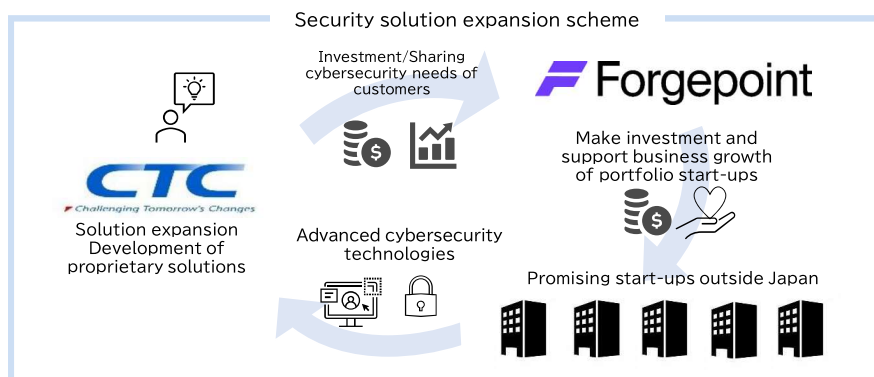 Security solution expansion scheme
Investment/Sharing
cybersecurity needs of
customers
Forgepoint
Make investment and
support business growth
of portfolio start-ups
CTC
Challenging Tomorrow's Changes
Solution expansion
Development of
proprietary solutions
Advanced cybersecurity
technologies
Promising start-ups outside Japan
$
$